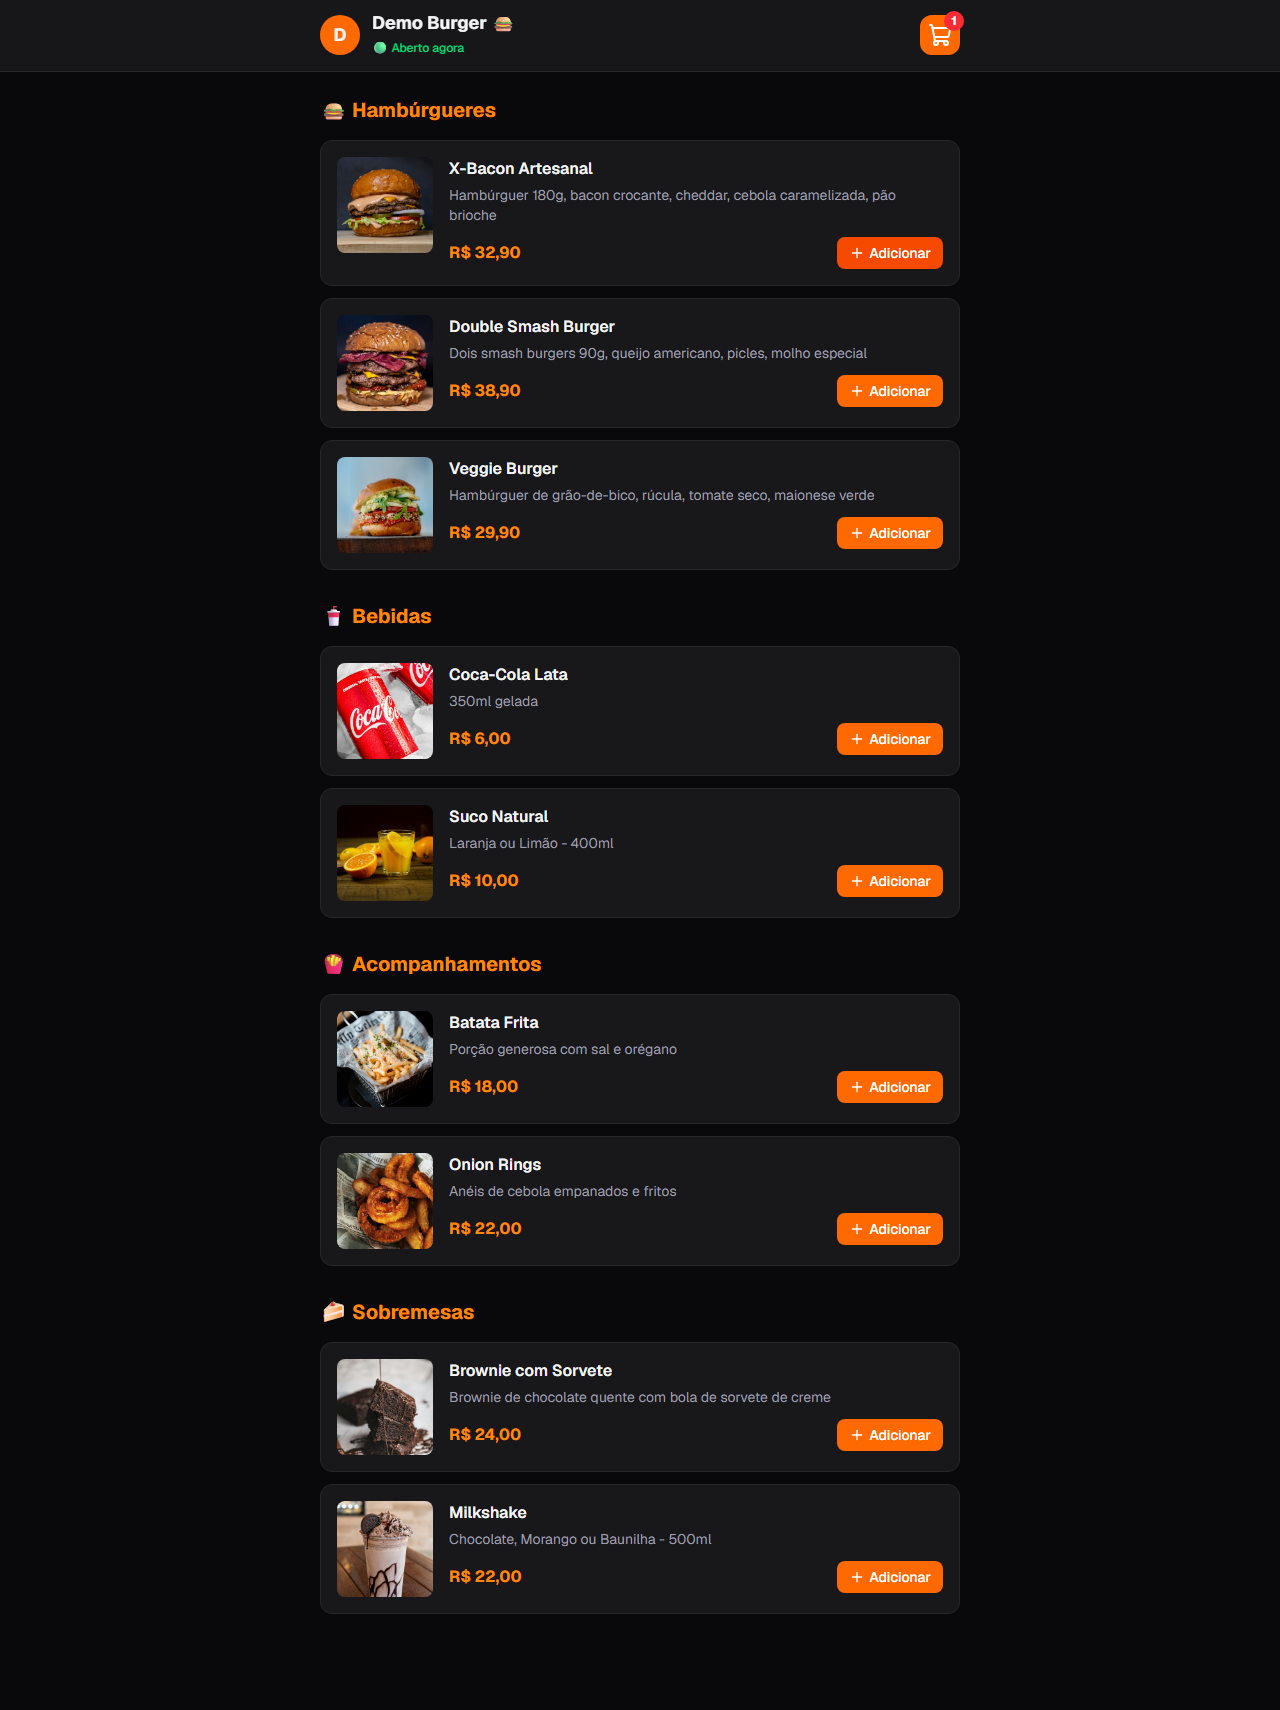 D
Demo Burger 🍔
Aberto agora
1
🍔 Hambúrgueres
X-Bacon Artesanal
Hambúrguer 180g, bacon crocante, cheddar, cebola caramelizada, pão
brioche
R$ 32,90
+ Adicionar
Double Smash Burger
Dois smash burgers 90g, queijo americano, picles, molho especial
R$ 38,90
+ Adicionar
Veggie Burger
Hambúrguer de grão-de-bico, rúcula, tomate seco, maionese verde
R$ 29,90
+ Adicionar
🥤 Bebidas
Coca-Cola
Coca-Cola Lata
350ml gelada
R$ 6,00
+ Adicionar
Suco Natural
Laranja ou Limão - 400ml
R$ 10,00
+ Adicionar
🍟 Acompanhamentos
Batata Frita
Porção generosa com sal e orégano
R$ 18,00
+ Adicionar
Onion Rings
Anéis de cebola empanados e fritos
R$ 22,00
+ Adicionar
🍰 Sobremesas
Brownie com Sorvete
Brownie de chocolate quente com bola de sorvete de creme
R$ 24,00
+ Adicionar
Milkshake
Chocolate, Morango ou Baunilha - 500ml
R$ 22,00
+ Adicionar